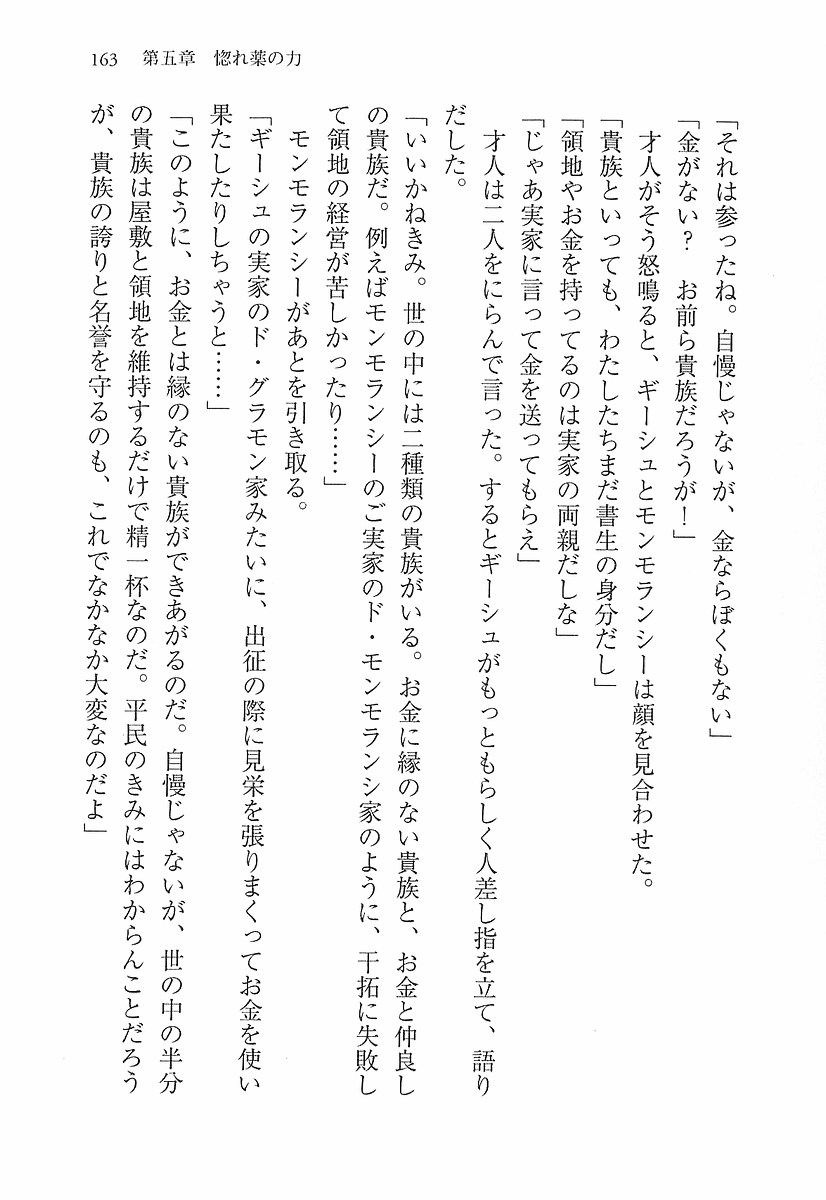 163　第五章　惚れ薬の力
「それは参ったね。自慢じゃないが、金ならぼくもない」
「金がない？　お前ら貴族だろうが！」
　才人がそう怒鳴ると、ギーシュとモンモランシーは顔を見合わせた。
「貴族といっても、わたしたちまだ書生の身分だし」
「領地やお金を持ってるのは実家の両親だしな」
「じゃあ実家に言って金を送ってもらえ」
　才人は二人をにらんで言った。するとギーシュがもっともらしく人差し指を立て、語り
だした。
「いいかねきみ。世の中には二種類の貴族がいる。お金に縁のない貴族と、お金と仲良し
の貴族だ。例えばモンモランシーのご実家のド・モンモランシ家のように、干拓に失敗し
て領地の経営が苦しかったり……」
　モンモランシーがあとを引き取る。
「ギーシュの実家のド・グラモン家みたいに、出征の際に見栄を張りまくってお金を使い
果たしたりしちゃうと……」
「このように、お金とは縁のない貴族ができあがるのだ。自慢じゃないが、世の中の半分
の貴族は屋敷と領地を維持するだけで精一杯なのだ。平民のきみにはわからんことだろう
が、貴族の誇りと名誉を守るのも、これでなかなか大変なのだよ」